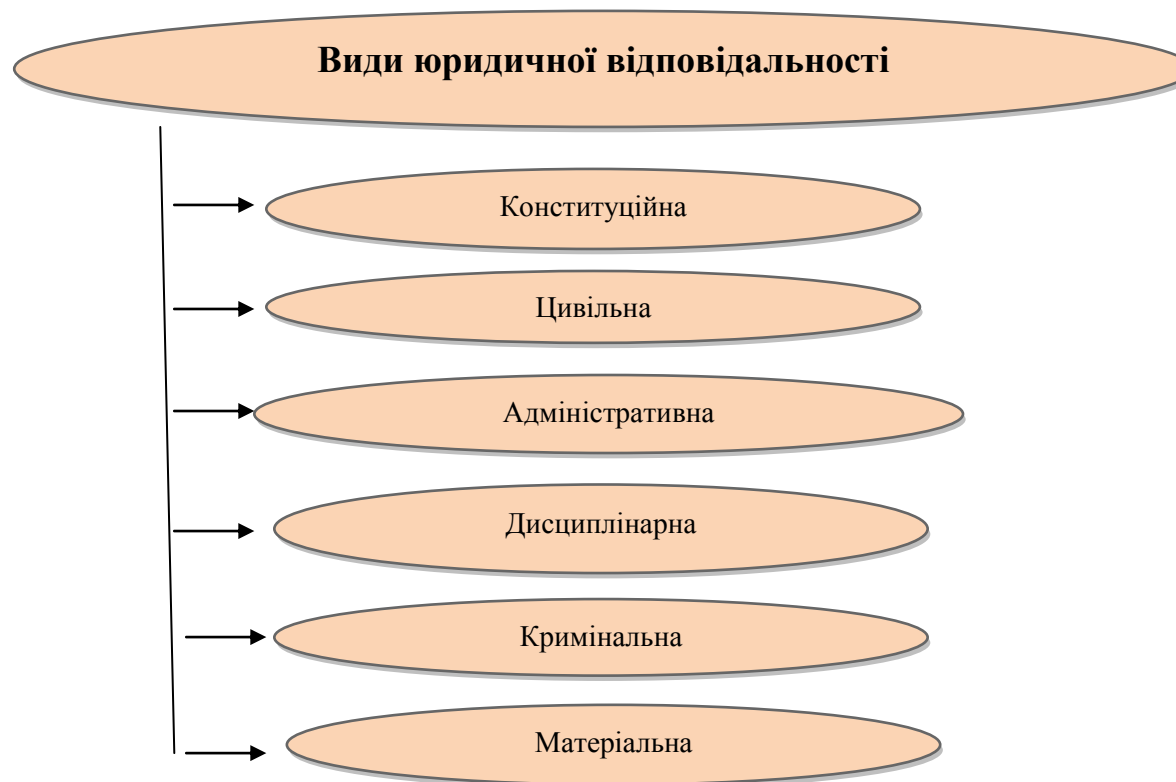 Види юридичної відповідальності
Конституційна
Цивільна
Адміністративна
Дисциплінарна
Кримінальна
Матеріальна